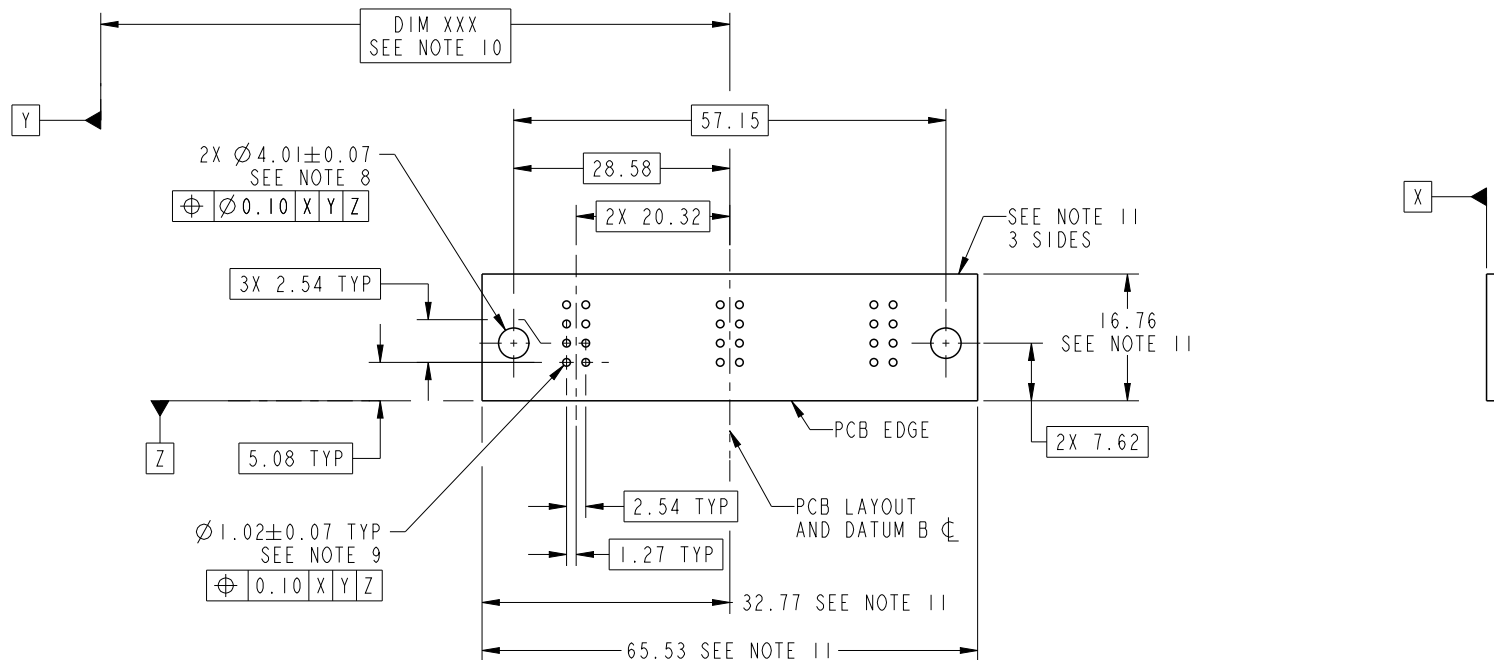 DIM XXX
SEE NOTE 10
Y
57.15
2X Ø4.01±0.07
SEE NOTE 8
⌖ Ø0.10 X Y Z
28.58
2X 20.32
X
SEE NOTE 11
3 SIDES
3X 2.54 TYP
16.76
SEE NOTE 11
PCB EDGE
2X 7.62
Z
5.08 TYP
2.54 TYP
PCB LAYOUT
AND DATUM B ℄
Ø1.02±0.07 TYP
SEE NOTE 9
⌖ 0.10 X Y Z
1.27 TYP
32.77 SEE NOTE 11
65.53 SEE NOTE 11